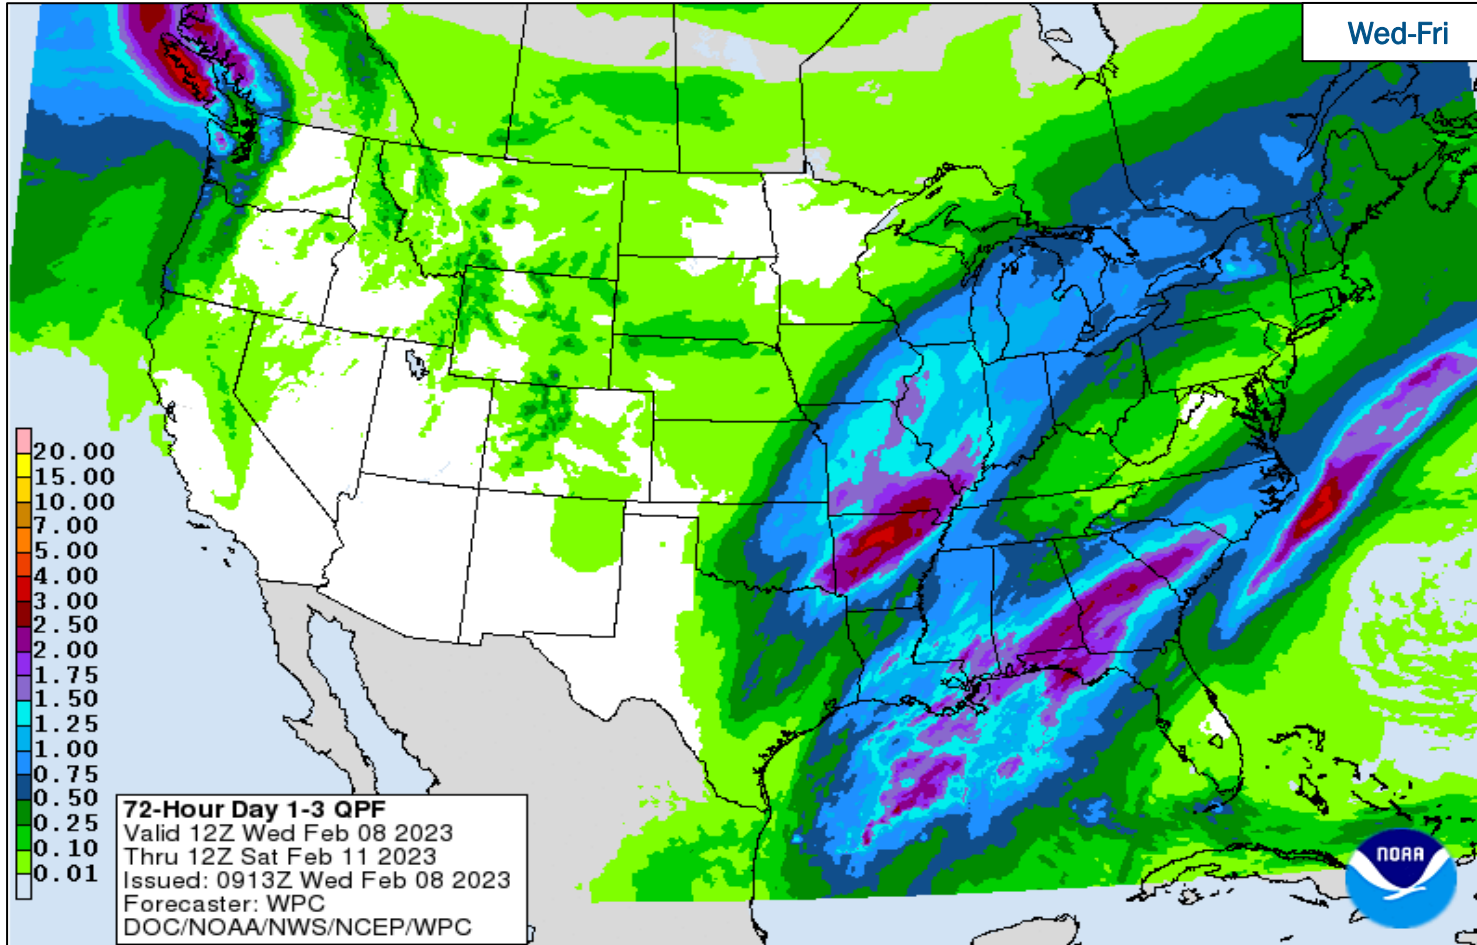 Wed-Fri
20.00
15.00
10.00
7.00
5.00
4.00
3.00
2.50
2.00
1.75
1.50
1.25
1.00
0.75
0.50
0.25
0.10
0.01
72-Hour Day 1-3 QPF
Valid 12Z Wed Feb 08 2023
Thru 12Z Sat Feb 11 2023
Issued: 0913Z Wed Feb 08 2023
Forecaster: WPC
DOC/NOAA/NWS/NCEP/WPC
NOAA